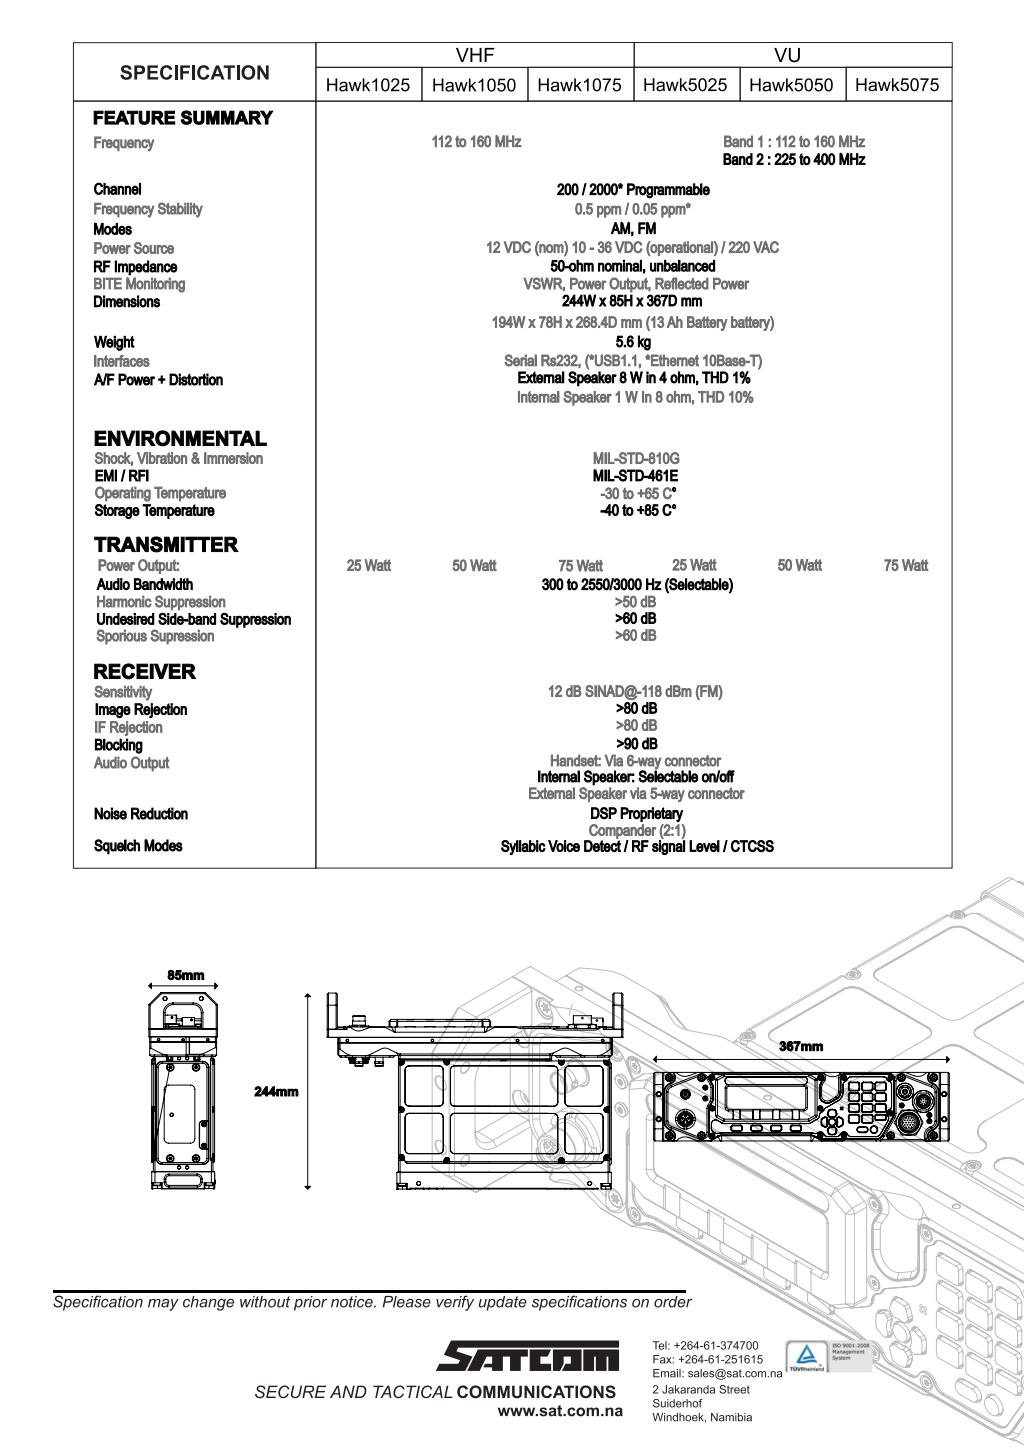 SPECIFICATION VHF VU
Hawk1025 Hawk1050 Hawk1075 Hawk5025 Hawk5050 Hawk5075
FEATURE SUMMARY
Frequency 112 to 160 MHz Band 1 : 112 to 160 MHz
Band 2 : 225 to 400 MHz
Channel 200 / 2000* Programmable
Frequency Stability 0.5 ppm / 0.05 ppm*
Modes AM, FM
Power Source 12 VDC (nom) 10 - 36 VDC (operational) / 220 VAC
RF Impedance 50-ohm nominal, unbalanced
BITE Monitoring VSWR, Power Output, Reflected Power
Dimensions 244W x 85H x 367D mm
194W x 78H x 268.4D mm (13 Ah Battery battery)
Weight 5.6 kg
Interfaces Serial Rs232, (*USB1.1, *Ethernet 10Base-T)
A/F Power + Distortion External Speaker 8 W in 4 ohm, THD 1%
Internal Speaker 1 W In 8 ohm, THD 10%
ENVIRONMENTAL
Shock, Vibration & Immersion MIL-STD-810G
EMI / RFI MIL-STD-461E
Operating Temperature -30 to +65 C°
Storage Temperature -40 to +85 C°
TRANSMITTER
Power Output: 25 Watt 50 Watt 75 Watt 25 Watt 50 Watt 75 Watt
Audio Bandwidth 300 to 2550/3000 Hz (Selectable)
Harmonic Suppression >50 dB
Undesired Side-band Suppression >60 dB
Sporious Supression >60 dB
RECEIVER
Sensitivity 12 dB SINAD@-118 dBm (FM)
Image Rejection >80 dB
IF Rejection >80 dB
Blocking >90 dB
Audio Output Handset: Via 6-way connector
Internal Speaker: Selectable on/off
External Speaker via 5-way connector
Noise Reduction DSP Proprietary
Compander (2:1)
Squelch Modes Syllabic Voice Detect / RF signal Level / CTCSS
85mm
244mm
367mm
Specification may change without prior notice. Please verify update specifications on order
SATCOM
SECURE AND TACTICAL COMMUNICATIONS
www.sat.com.na
Tel: +264-61-374700
Fax: +264-61-251615
Email: sales@sat.com.na
2 Jakaranda Street
Suiderhof
Windhoek, Namibia
TÜVRheinland
ISO 9001:2008
Management
System